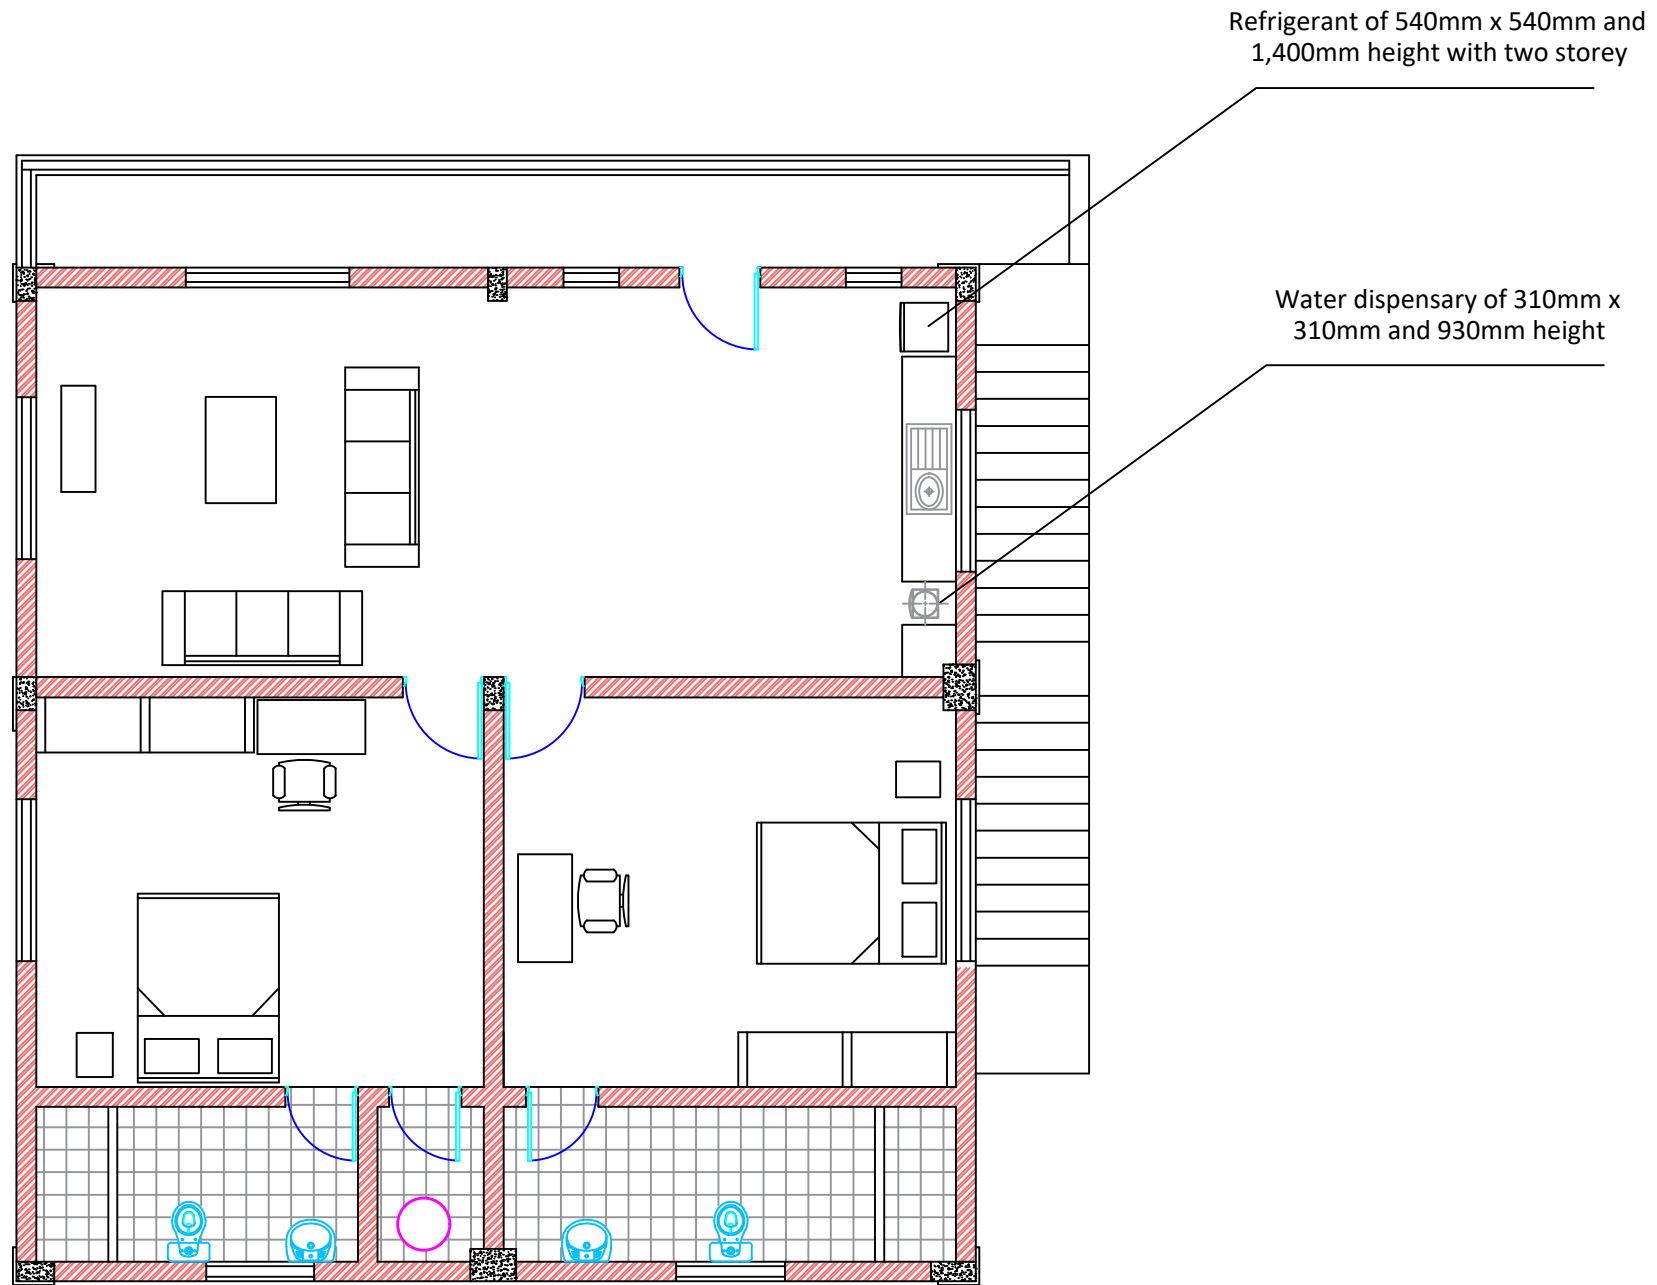 Refrigerant of 540mm x 540mm and
1,400mm height with two storey
Water dispensary of 310mm x
310mm and 930mm height